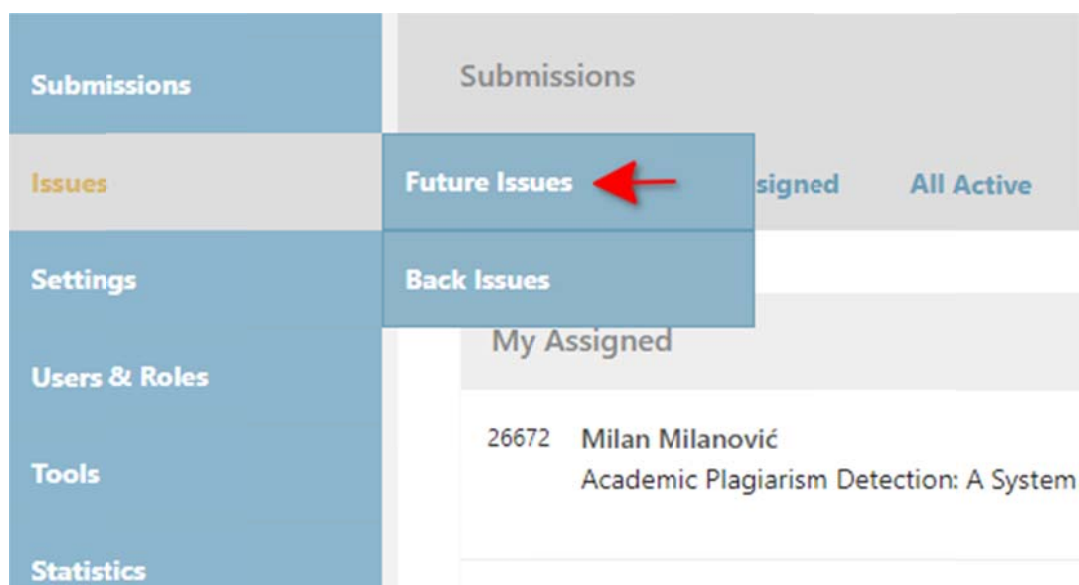 Submissions
Issues
Settings
Users & Roles
Tools
Statistics
Future Issues
Back Issues
Submissions
signed
All Active
My Assigned
26672 Milan Milanović
Academic Plagiarism Detection: A System